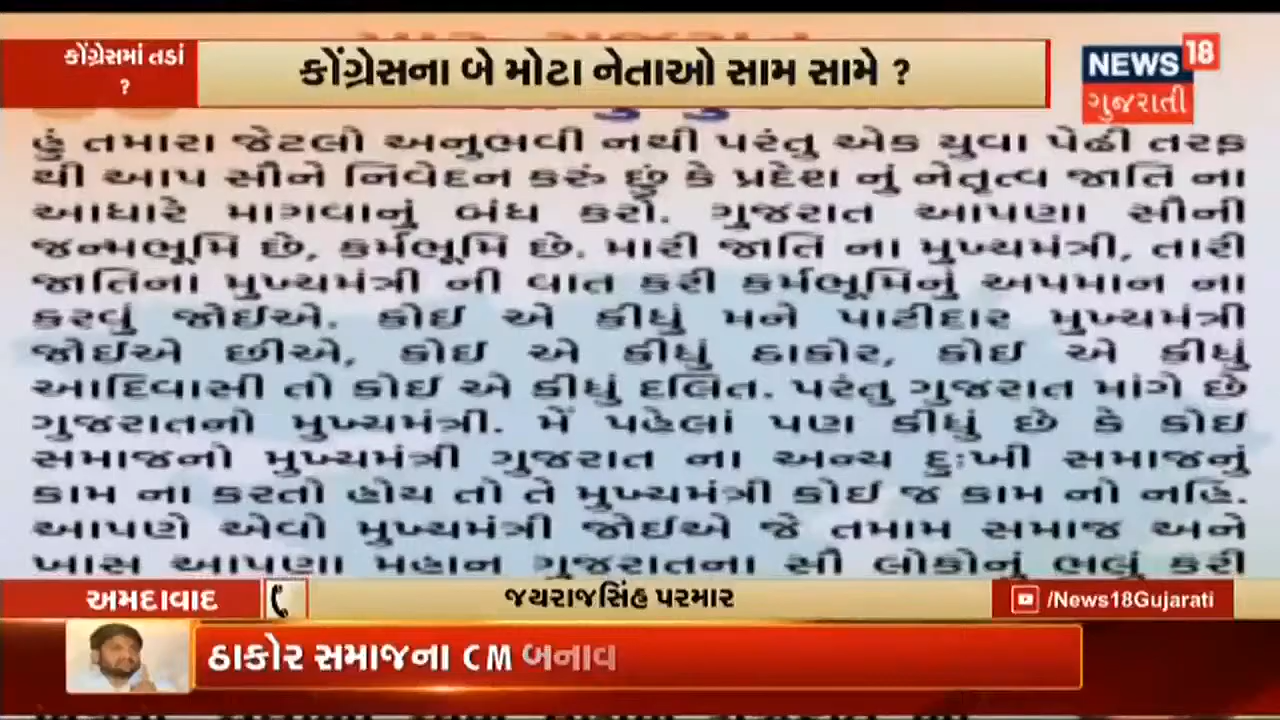 કોંગ્રેસમાં તડાં
?
કોંગ્રેસના બે મોટા નેતાઓ સામ સામે ?
NEWS 18
ગુજરાતી
હું તમારા જેટલો અનુભવી નથી પરંતુ એક યુવા પેઢી તરફ
થી આપ સૌને નિવેદન કરું છું કે પ્રદેશ નું નેતૃત્વ જાતિ ના
આધારે માગવાનું બંધ કરો. ગુજરાત આપણા સૌની
જન્મભૂમિ છે, કર્મભૂમિ છે. મારી જાતિ ના મુખ્યમંત્રી, તારી
જાતિના મુખ્યમંત્રી ની વાત કરી કર્મભૂમિનું અપમાન ના
કરવું જોઈએ. કોઈ એ કીધું મને પાટીદાર મુખ્યમંત્રી
જોઈએ છીએ, કોઈ એ કીધું ઠાકોર, કોઈ એ કીધું
આદિવાસી તો કોઈ એ કીધું દલિત. પરંતુ ગુજરાત માંગે છે
ગુજરાતનો મુખ્યમંત્રી. મેં પહેલાં પણ કીધું છે કે કોઈ
સમાજનો મુખ્યમંત્રી ગુજરાત ના અન્ય દુઃખી સમાજનું
કામ ના કરતો હોય તો તે મુખ્યમંત્રી કોઈ જ કામ નો નહિ.
આપણે એવો મુખ્યમંત્રી જોઈએ જે તમામ સમાજ અને
ખાસ આપણા મહાન ગુજરાતના સૌ લોકોનું ભલું કરી
અમદાવાદ
જયરાજસિંહ પરમાર
/News18Gujarati
ઠાકોર સમાજના CM બનાવ